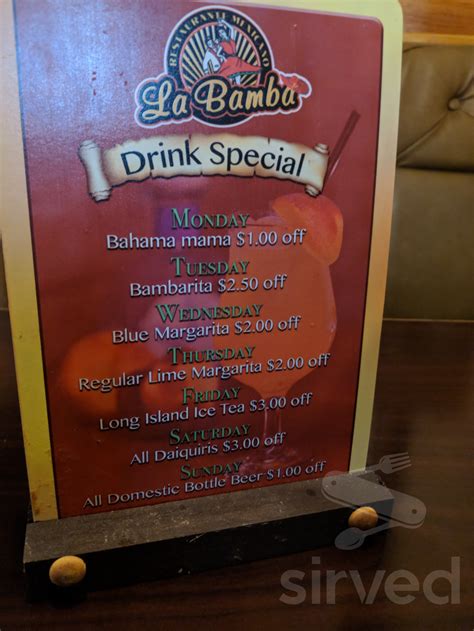 RESTAURANTE MEXICANO
La Bamba
Drink Special
MONDAY
Bahama mama $1.00 off
TUESDAY
Bambarita $2.50 off
WEDNESDAY
Blue Margarita $2.00 off
THURSDAY
Regular Lime Margarita $2.00 off
FRIDAY
Long Island Ice Tea $3.00 off
SATURDAY
All Daiquiris $3.00 off
SUNDAY
All Domestic Bottle Beer $1.00 off
sirved